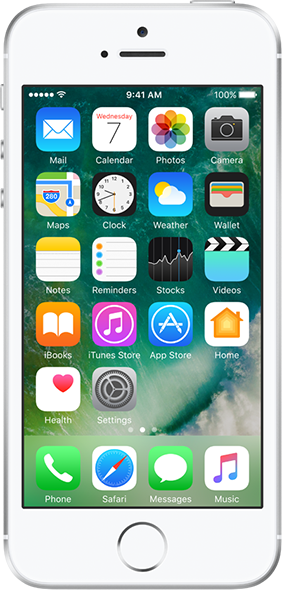 9:41 AM 100%
Wednesday
7
Mail Calendar Photos Camera
280
Maps Clock Weather Wallet
Notes Reminders Stocks Videos
iBooks iTunes Store App Store Home
Health Settings
Phone Safari Messages Music